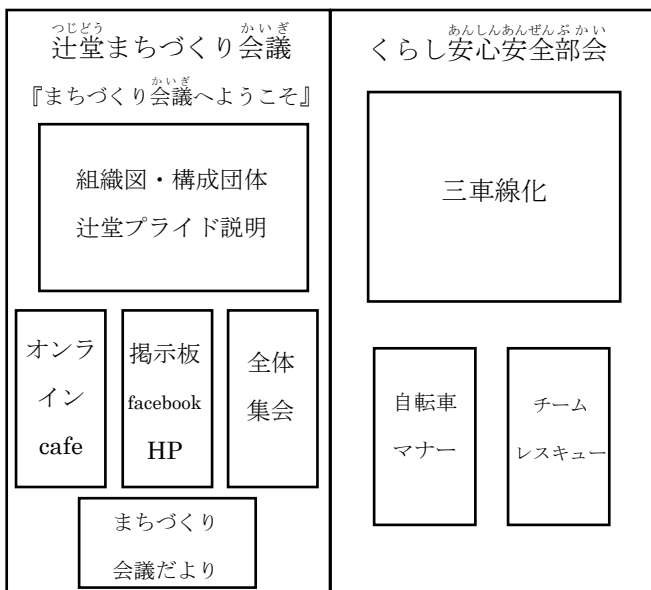 つじどう かいぎ
辻堂まちづくり会議
かいぎ
『まちづくり会議へようこそ』
組織図・構成団体
辻堂プライド説明
オンラ
イン
cafe
掲示板
facebook
HP
全体
集会
まちづくり
会議だより
あんしんあんぜんぶかい
くらし安心安全部会
三車線化
自転車
マナー
チーム
レスキュー